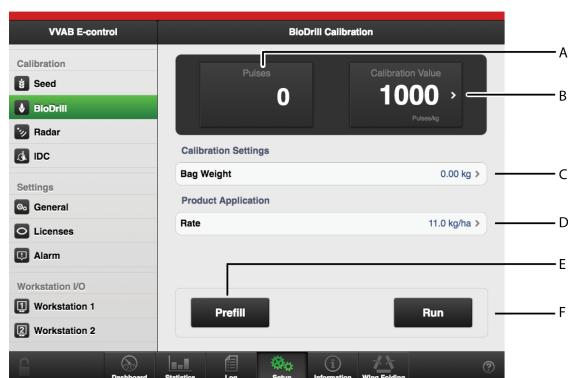 VVAB E-control
BioDrill Calibration
Calibration
Seed
BioDrill
Radar
IDC
Settings
General
Licenses
Alarm
Workstation I/O
1 Workstation 1
2 Workstation 2
Pulses
0
Calibration Value
1000 >
Pulses/kg
Calibration Settings
Bag Weight 0.00 kg >
Product Application
Rate 11.0 kg/ha >
Prefill
Run
Dashboard Statistics Log Setup Information Wing Folding ?
A
B
C
D
E
F